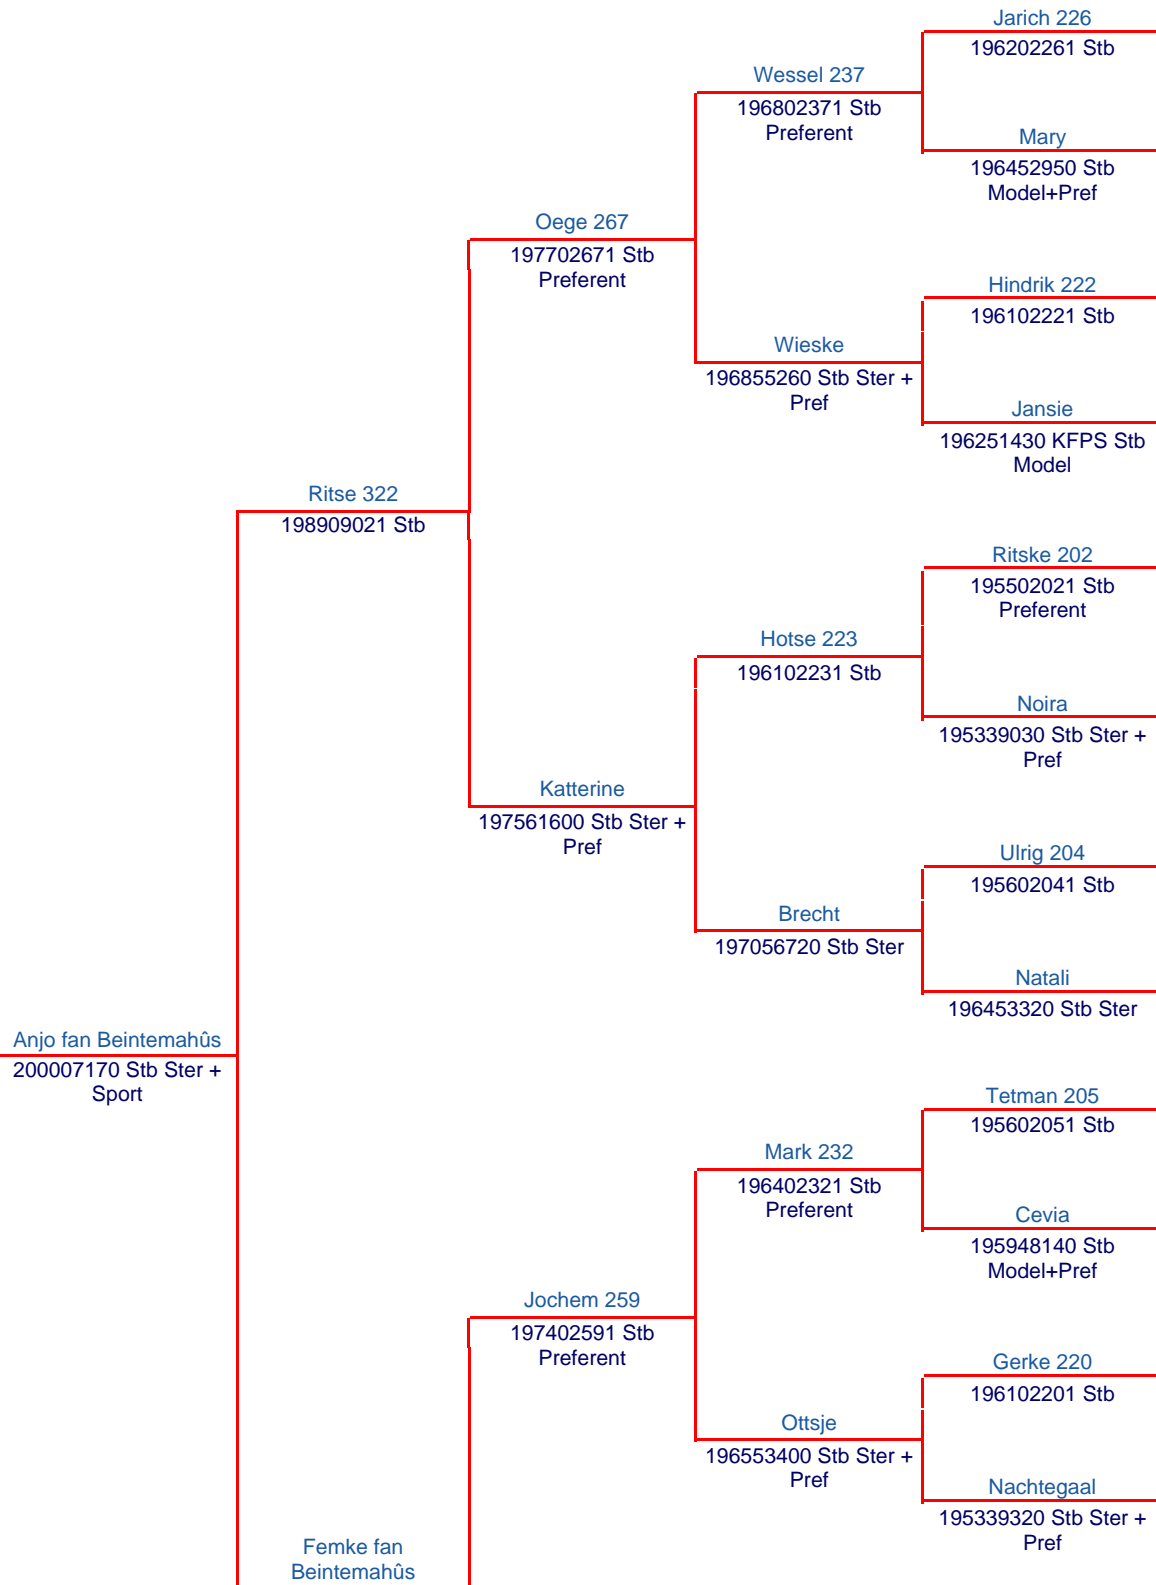 Jarich 226
196202261 Stb
Wessel 237
196802371 Stb
Preferent
Mary
196452950 Stb
Model+Pref
Oege 267
197702671 Stb
Preferent
Hindrik 222
196102221 Stb
Wieske
196855260 Stb Ster +
Pref
Jansie
196251430 KFPS Stb
Model
Ritse 322
198909021 Stb
Ritske 202
195502021 Stb
Preferent
Hotse 223
196102231 Stb
Noira
195339030 Stb Ster +
Pref
Katterine
197561600 Stb Ster +
Pref
Ulrig 204
195602041 Stb
Brecht
197056720 Stb Ster
Natali
196453320 Stb Ster
Anjo fan Beintemahûs
200007170 Stb Ster +
Sport
Tetman 205
195602051 Stb
Mark 232
196402321 Stb
Preferent
Cevia
195948140 Stb
Model+Pref
Jochem 259
197402591 Stb
Preferent
Gerke 220
196102201 Stb
Ottsje
196553400 Stb Ster +
Pref
Nachtegaal
195339320 Stb Ster +
Pref
Femke fan
Beintemahûs